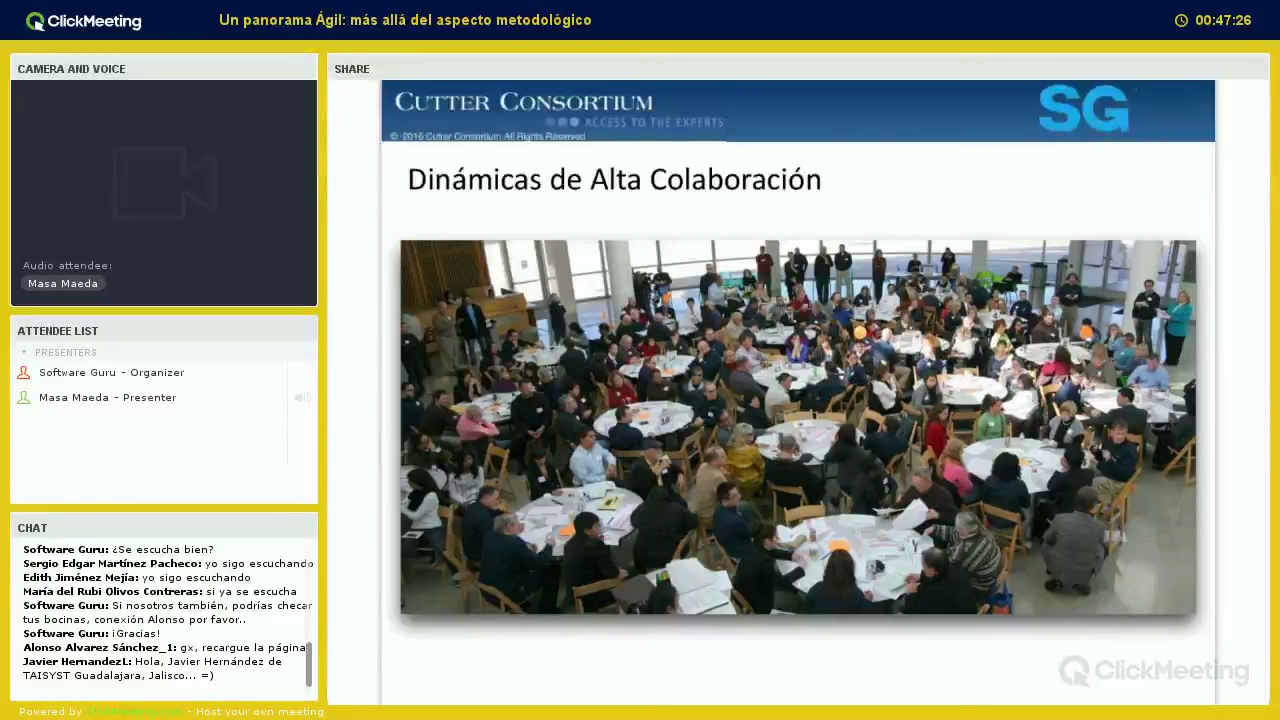 ClickMeeting
Un panorama Ágil: más allá del aspecto metodológico
00:47:26
CAMERA AND VOICE
Audio attendee:
Masa Maeda
ATTENDEE LIST
PRESENTERS
Software Guru - Organizer
Masa Maeda - Presenter
CHAT
Software Guru: ¿Se escucha bien?
Sergio Edgar Martínez Pacheco: yo sigo escuchando
Edith Jiménez Mejía: yo sigo escuchando
María del Rubi Olivos Contreras: si ya se escucha
Software Guru: Si nosotros también, podrías checar
tus bocinas, conexión Alonso por favor..
Software Guru: ¡Gracias!
Alonso Alvarez Sánchez_1: gx, recargue la página
Javier HernandezL: Hola, Javier Hernández de
TAISYST Guadalajara, Jalisco... =)
Powered by ClickMeeting.com - Host your own meeting
SHARE
CUTTER CONSORTIUM
ACCESS TO THE EXPERTS
© 2016 Cutter Consortium All Rights Reserved
SG
Dinámicas de Alta Colaboración
ClickMeeting